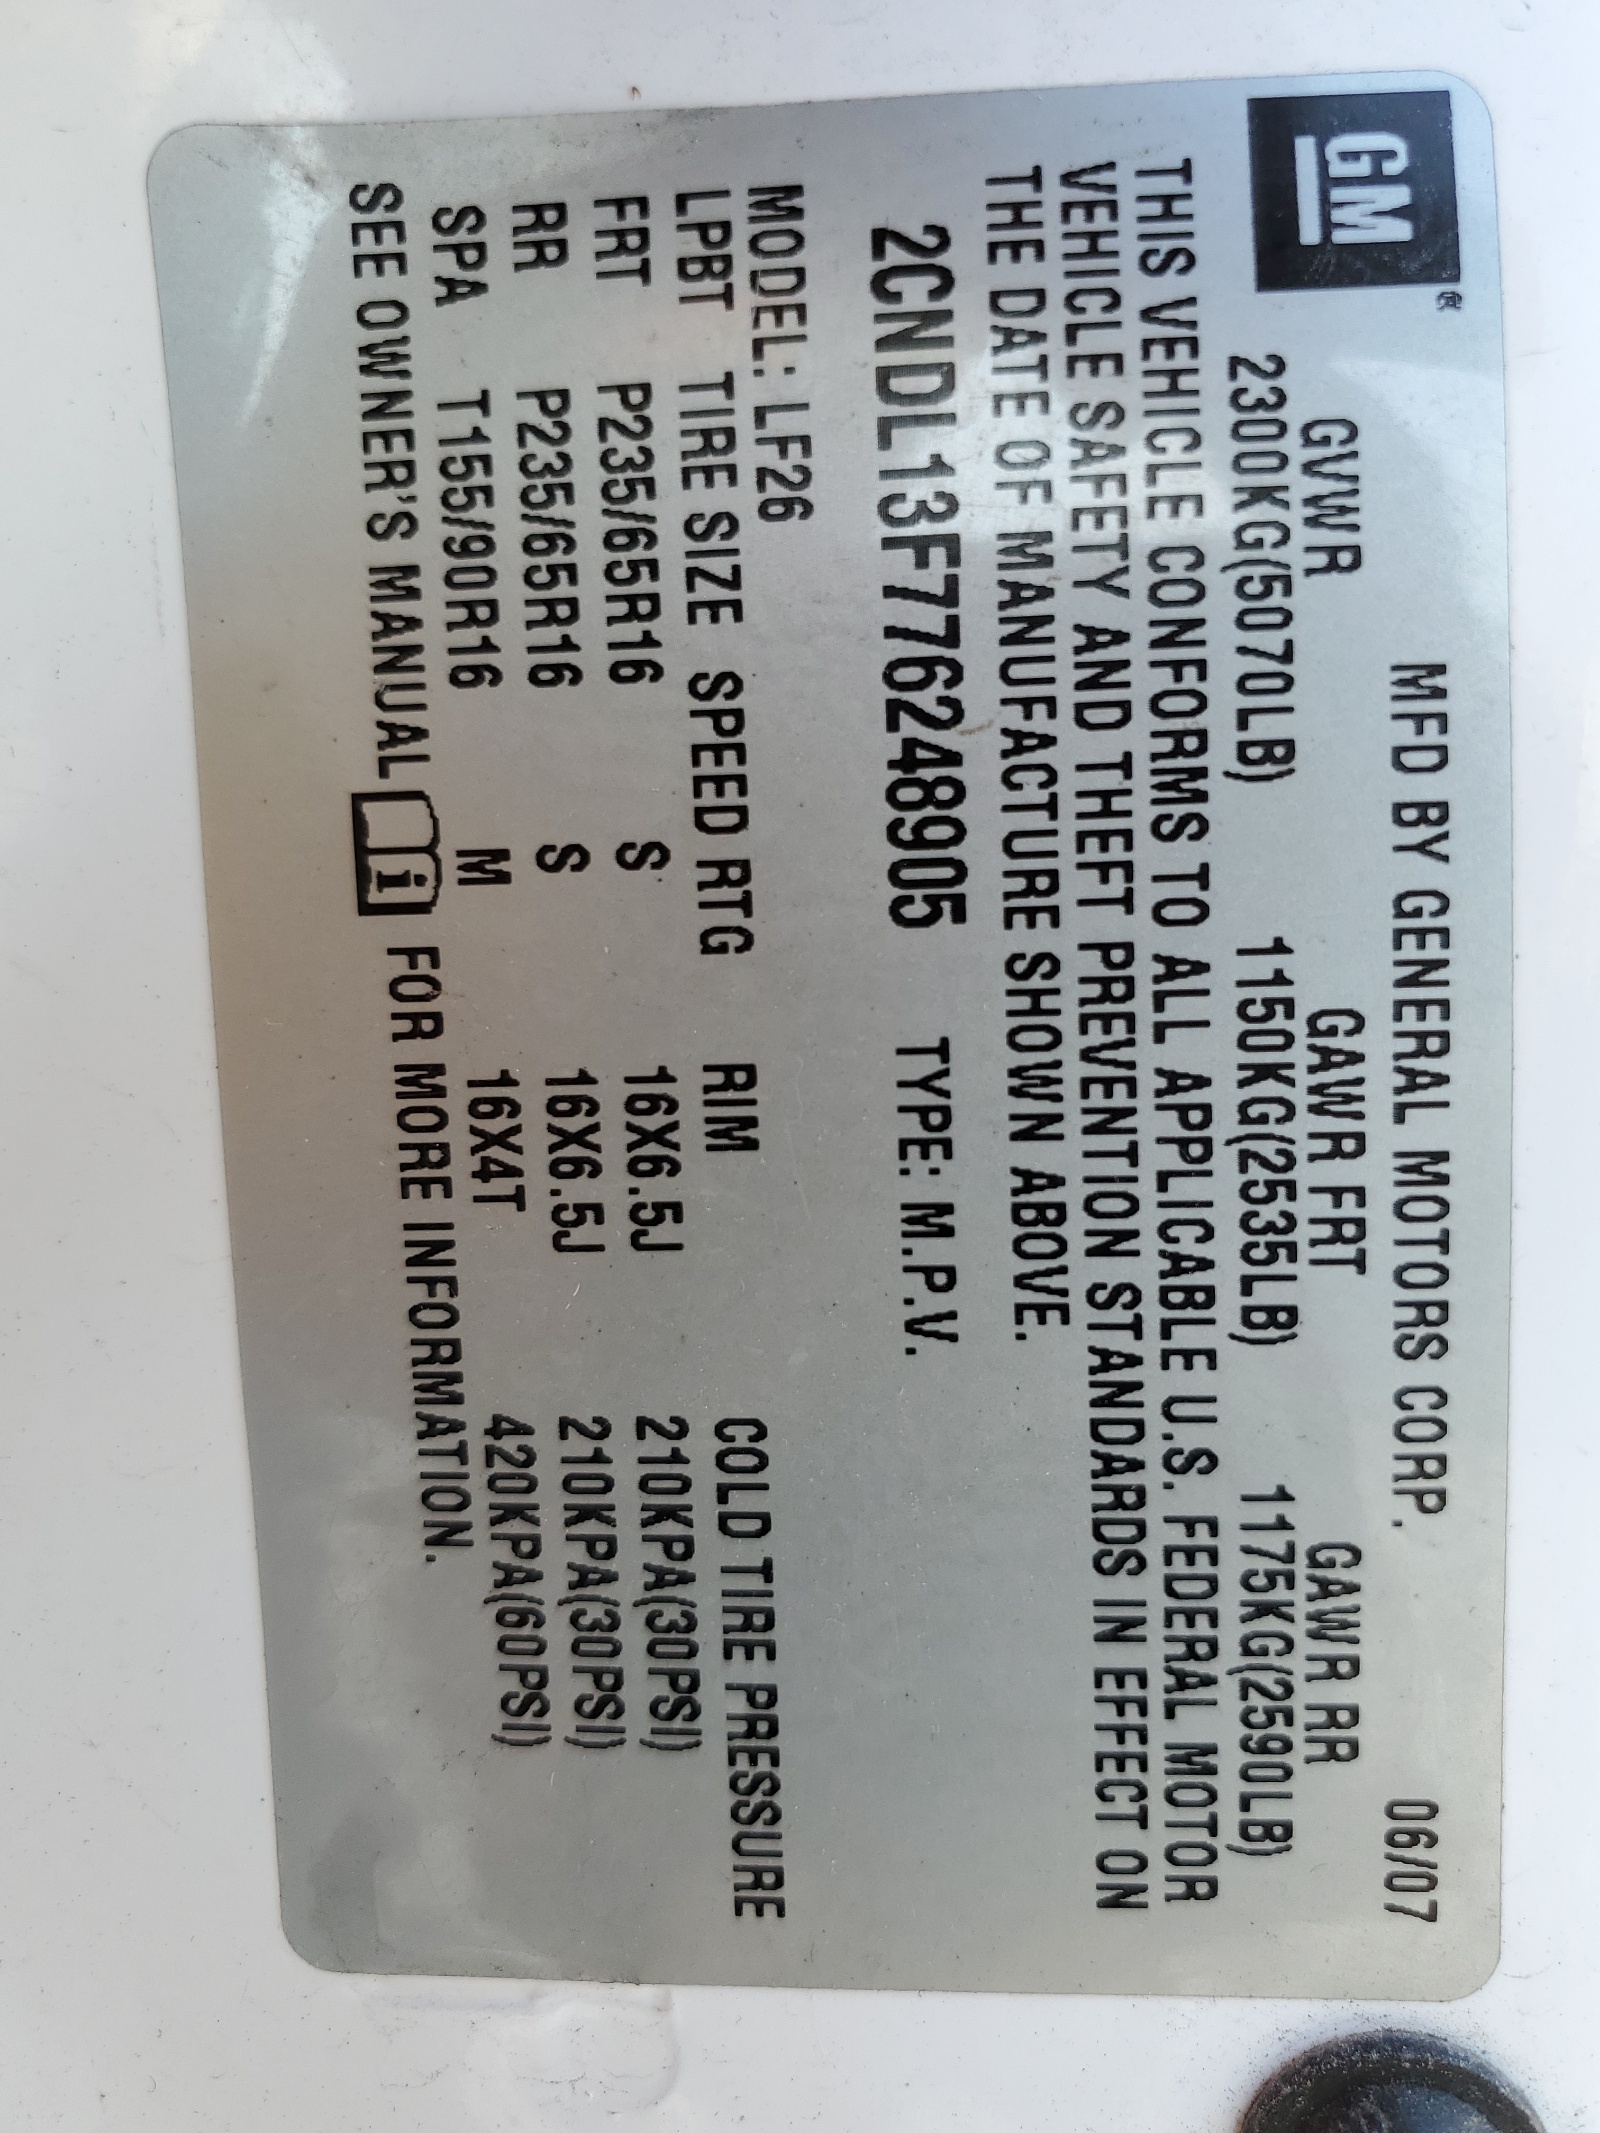 GM®
MFD BY GENERAL MOTORS CORP. 06/07
GVWR GAWR FRT GAWR RR
2300KG(5070LB) 1150KG(2535LB) 1175KG(2590LB)
THIS VEHICLE CONFORMS TO ALL APPLICABLE U.S. FEDERAL MOTOR
VEHICLE SAFETY AND THEFT PREVENTION STANDARDS IN EFFECT ON
THE DATE OF MANUFACTURE SHOWN ABOVE.
2CNDL13F776248905 TYPE: M.P.V.
MODEL: LF26
LPBT TIRE SIZE SPEED RTG RIM COLD TIRE PRESSURE
FRT P235/65R16 S 16X6.5J 210KPA(30PSI)
RR P235/65R16 S 16X6.5J 210KPA(30PSI)
SPA T155/90R16 M 16X4T 420KPA(60PSI)
SEE OWNER'S MANUAL i FOR MORE INFORMATION.